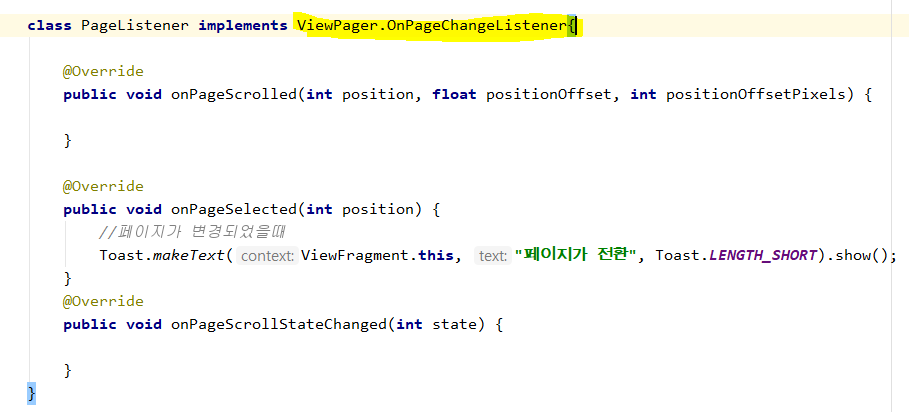 class PageListener implements ViewPager.OnPageChangeListener{
@Override
public void onPageScrolled(int position, float positionOffset, int positionOffsetPixels) {
}
@Override
public void onPageSelected(int position) {
//페이지가 변경되었을떄
Toast.makeText( context: ViewFragment.this, text: "페이지가 전환", Toast.LENGTH_SHORT).show();
}
@Override
public void onPageScrollStateChanged(int state) {
}
}